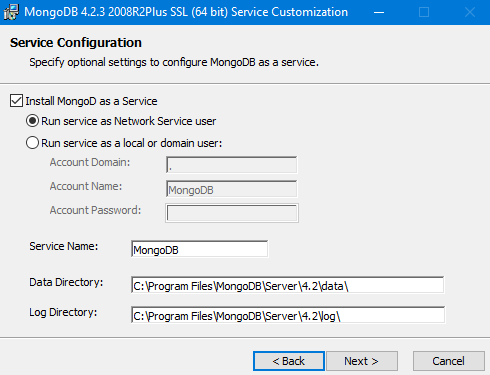 MongoDB 4.2.3 2008R2Plus SSL (64 bit) Service Customization
Service Configuration
Specify optional settings to configure MongoDB as a service.
Install MongoD as a Service
Run service as Network Service user
Run service as a local or domain user:
Account Domain: .
Account Name: MongoDB
Account Password:
Service Name: MongoDB
Data Directory: C:\Program Files\MongoDB\Server\4.2\data\
Log Directory: C:\Program Files\MongoDB\Server\4.2\log\
< Back Next > Cancel